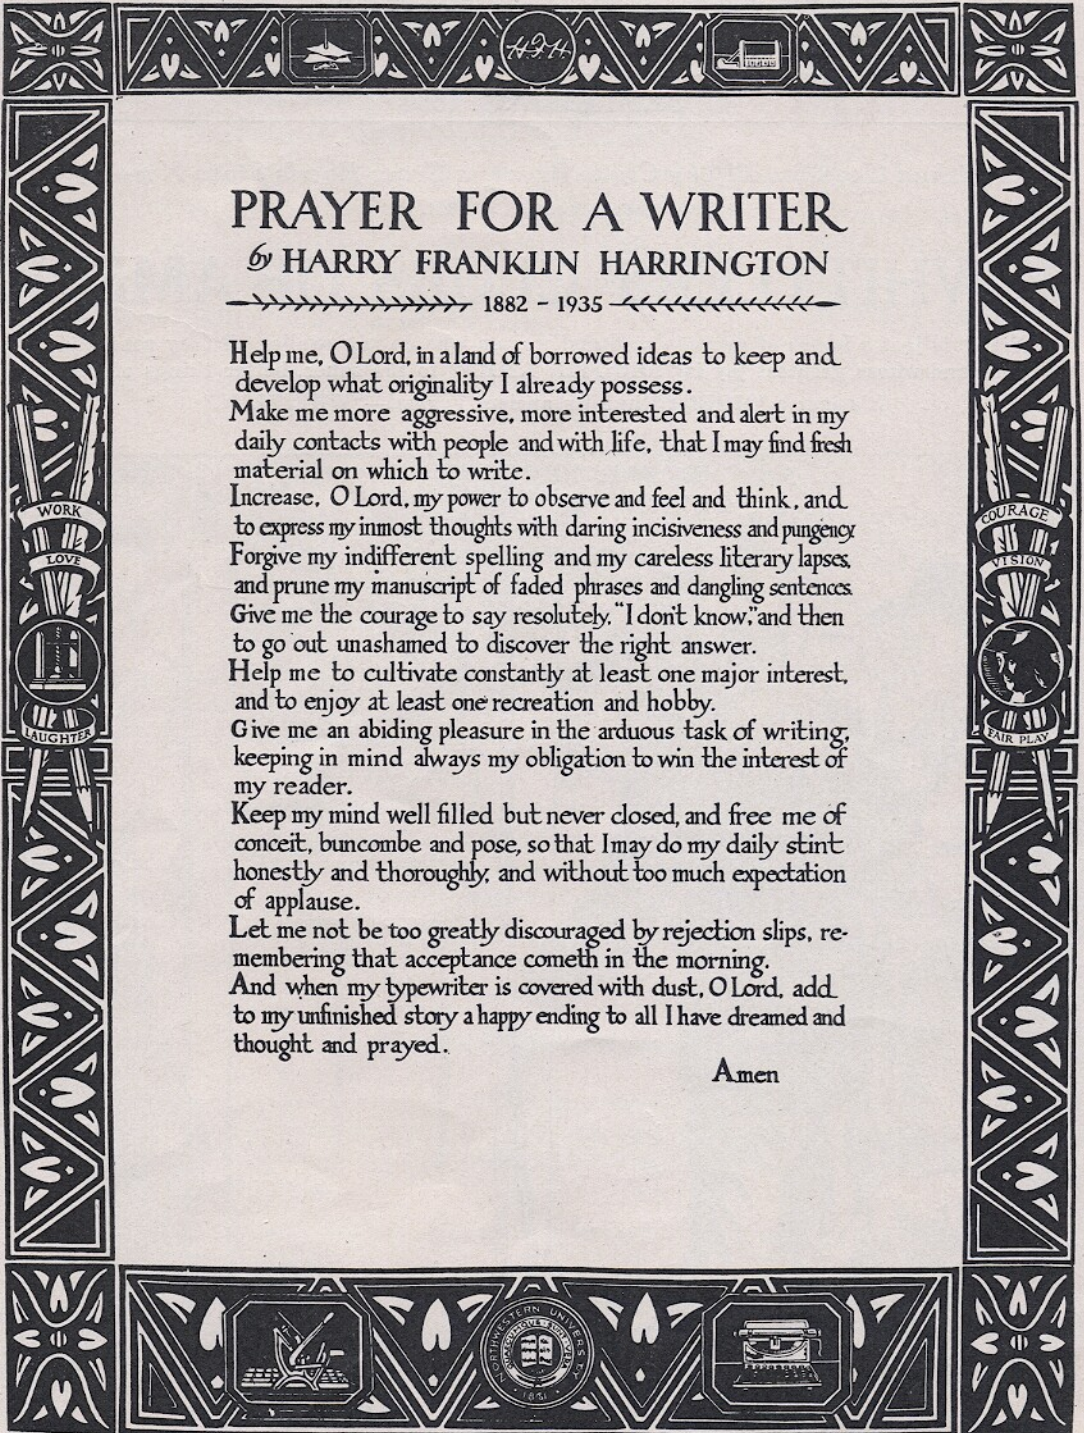 H.F.H.
PRAYER FOR A WRITER
by HARRY FRANKLIN HARRINGTON
1882 - 1935
Help me, O Lord, in a land of borrowed ideas to keep and
develop what originality I already possess.
Make me more aggressive, more interested and alert in my
daily contacts with people and with life, that I may find fresh
material on which to write.
Increase, O Lord, my power to observe and feel and think, and
to express my inmost thoughts with daring incisiveness and pungency.
Forgive my indifferent spelling and my careless literary lapses,
and prune my manuscript of faded phrases and dangling sentences.
Give me the courage to say resolutely, "I don't know," and then
to go out unashamed to discover the right answer.
Help me to cultivate constantly at least one major interest,
and to enjoy at least one recreation and hobby.
Give me an abiding pleasure in the arduous task of writing,
keeping in mind always my obligation to win the interest of
my reader.
Keep my mind well filled but never closed, and free me of
conceit, buncombe and pose, so that I may do my daily stint
honestly and thoroughly, and without too much expectation
of applause.
Let me not be too greatly discouraged by rejection slips, re-
membering that acceptance cometh in the morning.
And when my typewriter is covered with dust, O Lord, add
to my unfinished story a happy ending to all I have dreamed and
thought and prayed.
Amen
WORK
LOVE
LAUGHTER
COURAGE
VISION
FAIR PLAY
NORTHWESTERN UNIVERSITY
QUAECUMQUE SUNT VERA
1851